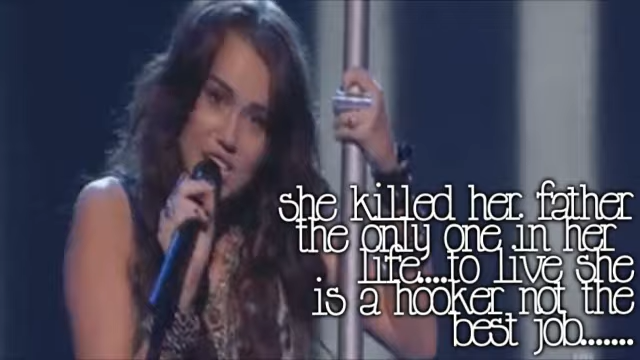 she killed her father
the only one in her
life....to live she
is a hooker not the
best job.......